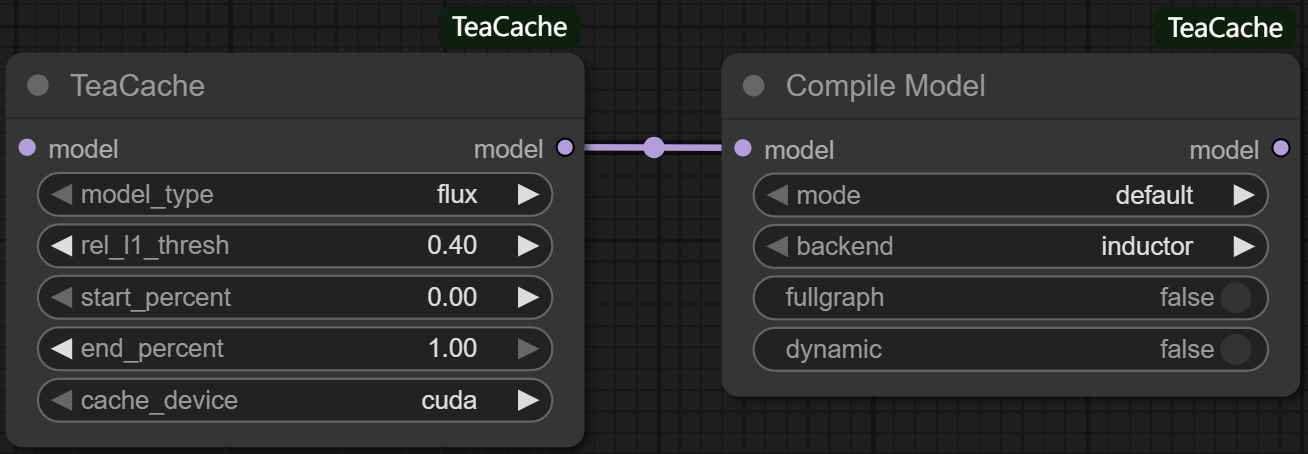 TeaCache
TeaCache
model model
model_type flux
rel_l1_thresh 0.40
start_percent 0.00
end_percent 1.00
cache_device cuda
TeaCache
Compile Model
model model
mode default
backend inductor
fullgraph false
dynamic false